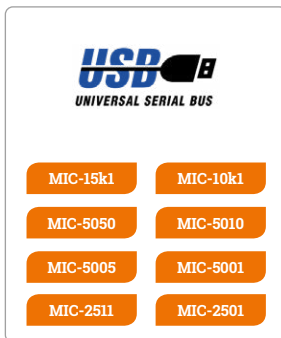 USB
UNIVERSAL SERIAL BUS
MIC-15k1 MIC-10k1
MIC-5050 MIC-5010
MIC-5005 MIC-5001
MIC-2511 MIC-2501